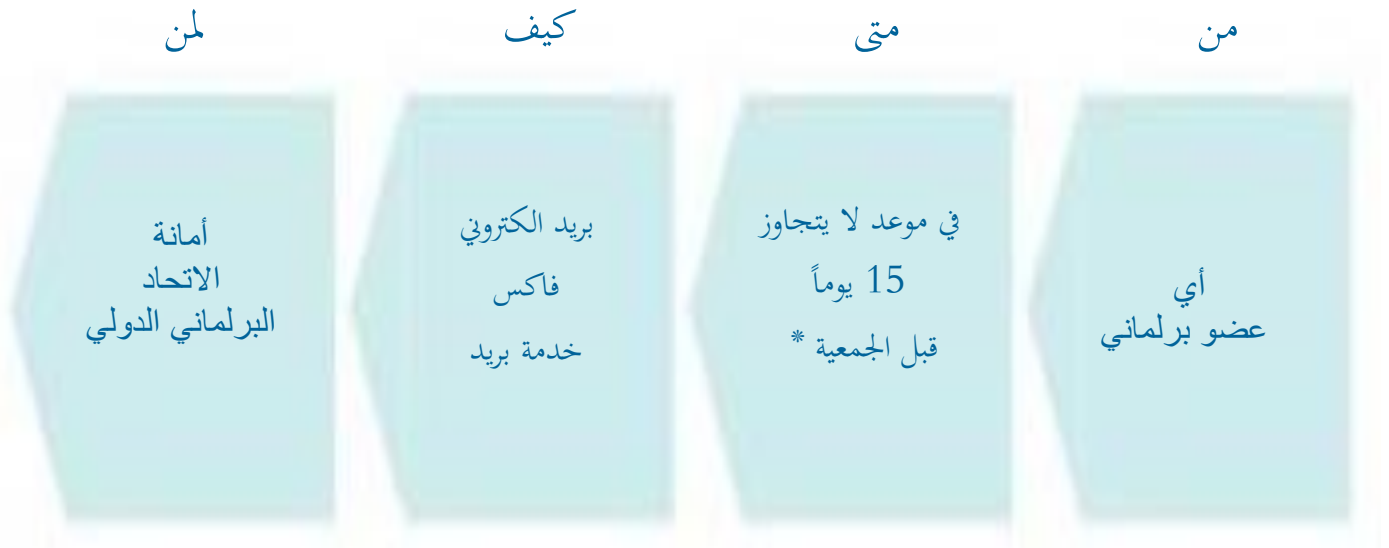 من
متى
كيف
لمن
أي
عضو برلماني
في موعد لا يتجاوز
15 يوماً
قبل الجمعية *
بريد الكتروني
فاكس
خدمة بريد
أمانة
الاتحاد
البرلماني الدولي